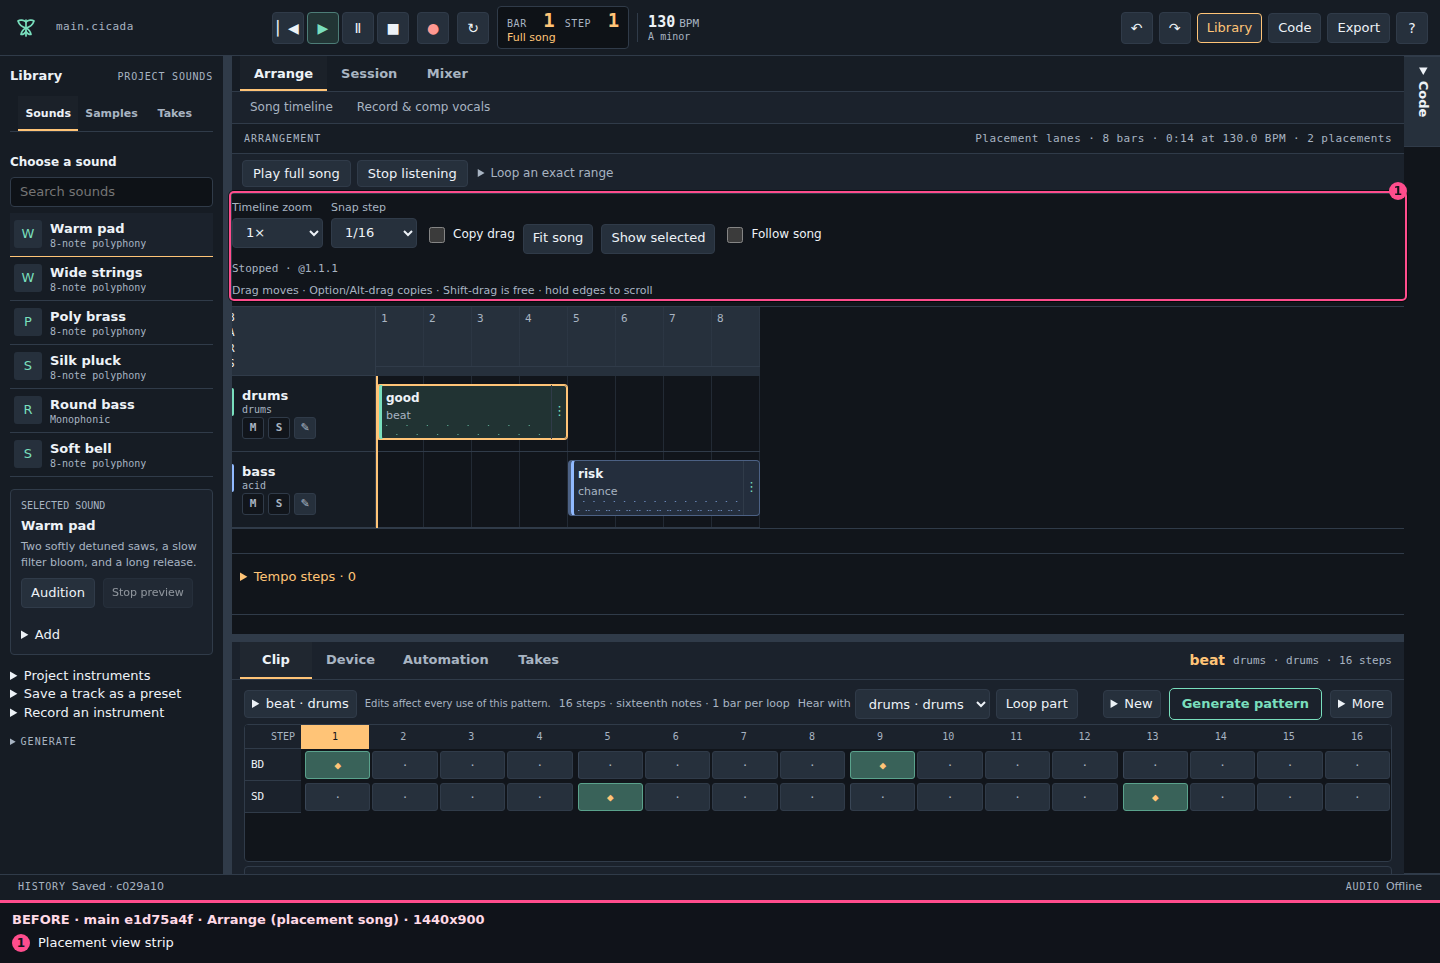 main.cicada
BAR 1 STEP 1
Full song
130 BPM
A minor
Library
Code
Export
?
Library
PROJECT SOUNDS
Sounds
Samples
Takes
Choose a sound
Search sounds
W
Warm pad
8-note polyphony
W
Wide strings
8-note polyphony
P
Poly brass
8-note polyphony
S
Silk pluck
8-note polyphony
R
Round bass
Monophonic
S
Soft bell
8-note polyphony
SELECTED SOUND
Warm pad
Two softly detuned saws, a slow
filter bloom, and a long release.
Audition
Stop preview
Add
Project instruments
Save a track as a preset
Record an instrument
GENERATE
Arrange
Session
Mixer
Code
Song timeline
Record & comp vocals
ARRANGEMENT
Placement lanes · 8 bars · 0:14 at 130.0 BPM · 2 placements
Play full song
Stop listening
Loop an exact range
1
Timeline zoom
Snap step
1×
1/16
Copy drag
Fit song
Show selected
Follow song
Stopped · @1.1.1
Drag moves · Option/Alt-drag copies · Shift-drag is free · hold edges to scroll
1 2 3 4 5 6 7 8
drums
drums
M S
good
beat
bass
acid
M S
risk
chance
Tempo steps · 0
Clip
Device
Automation
Takes
beat drums · drums · 16 steps
beat · drums
Edits affect every use of this pattern.
16 steps · sixteenth notes · 1 bar per loop
Hear with
drums · drums
Loop part
New
Generate pattern
More
STEP 1 2 3 4 5 6 7 8 9 10 11 12 13 14 15 16
BD
SD
HISTORY Saved · c029a10
AUDIO Offline
BEFORE · main e1d75a4f · Arrange (placement song) · 1440x900
1 Placement view strip